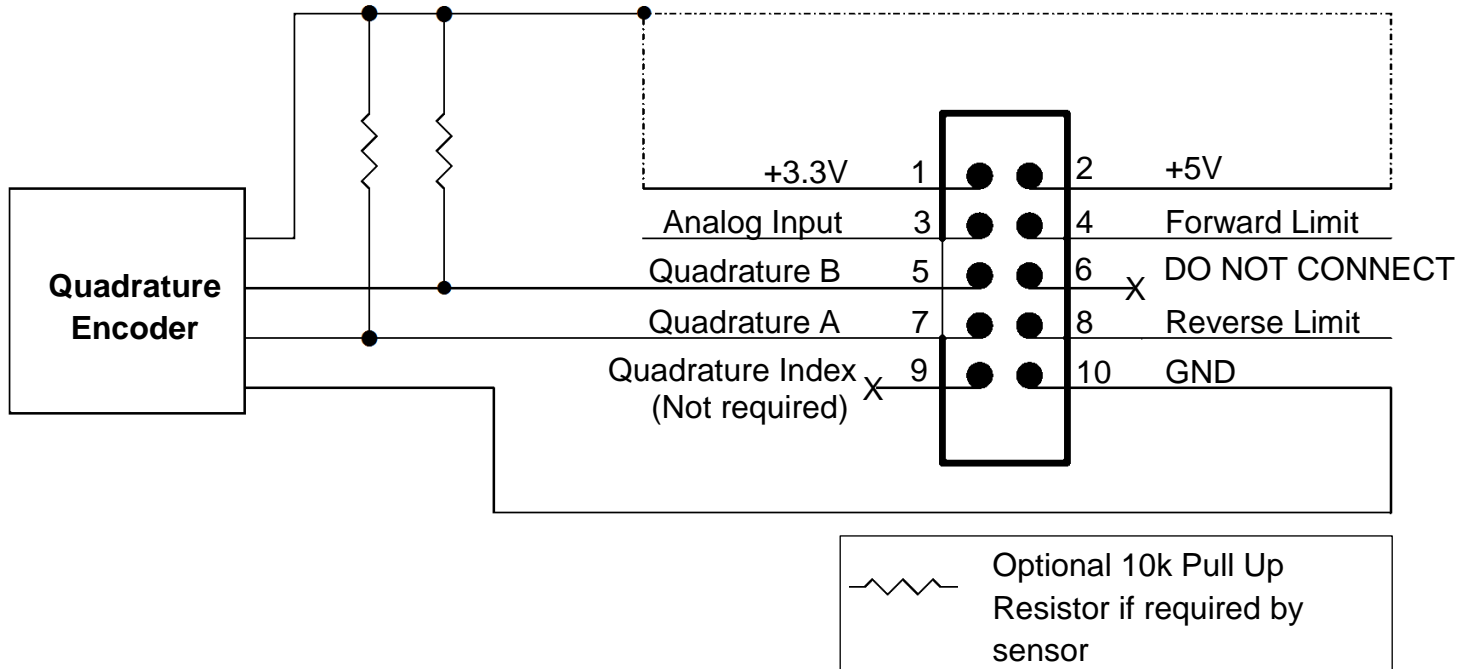 +3.3V 1 2 +5V
Analog Input 3 4 Forward Limit
Quadrature B 5 6 X DO NOT CONNECT
Quadrature A 7 8 Reverse Limit
Quadrature Index X 9 10 GND
(Not required)
Quadrature
Encoder
Optional 10k Pull Up
Resistor if required by
sensor